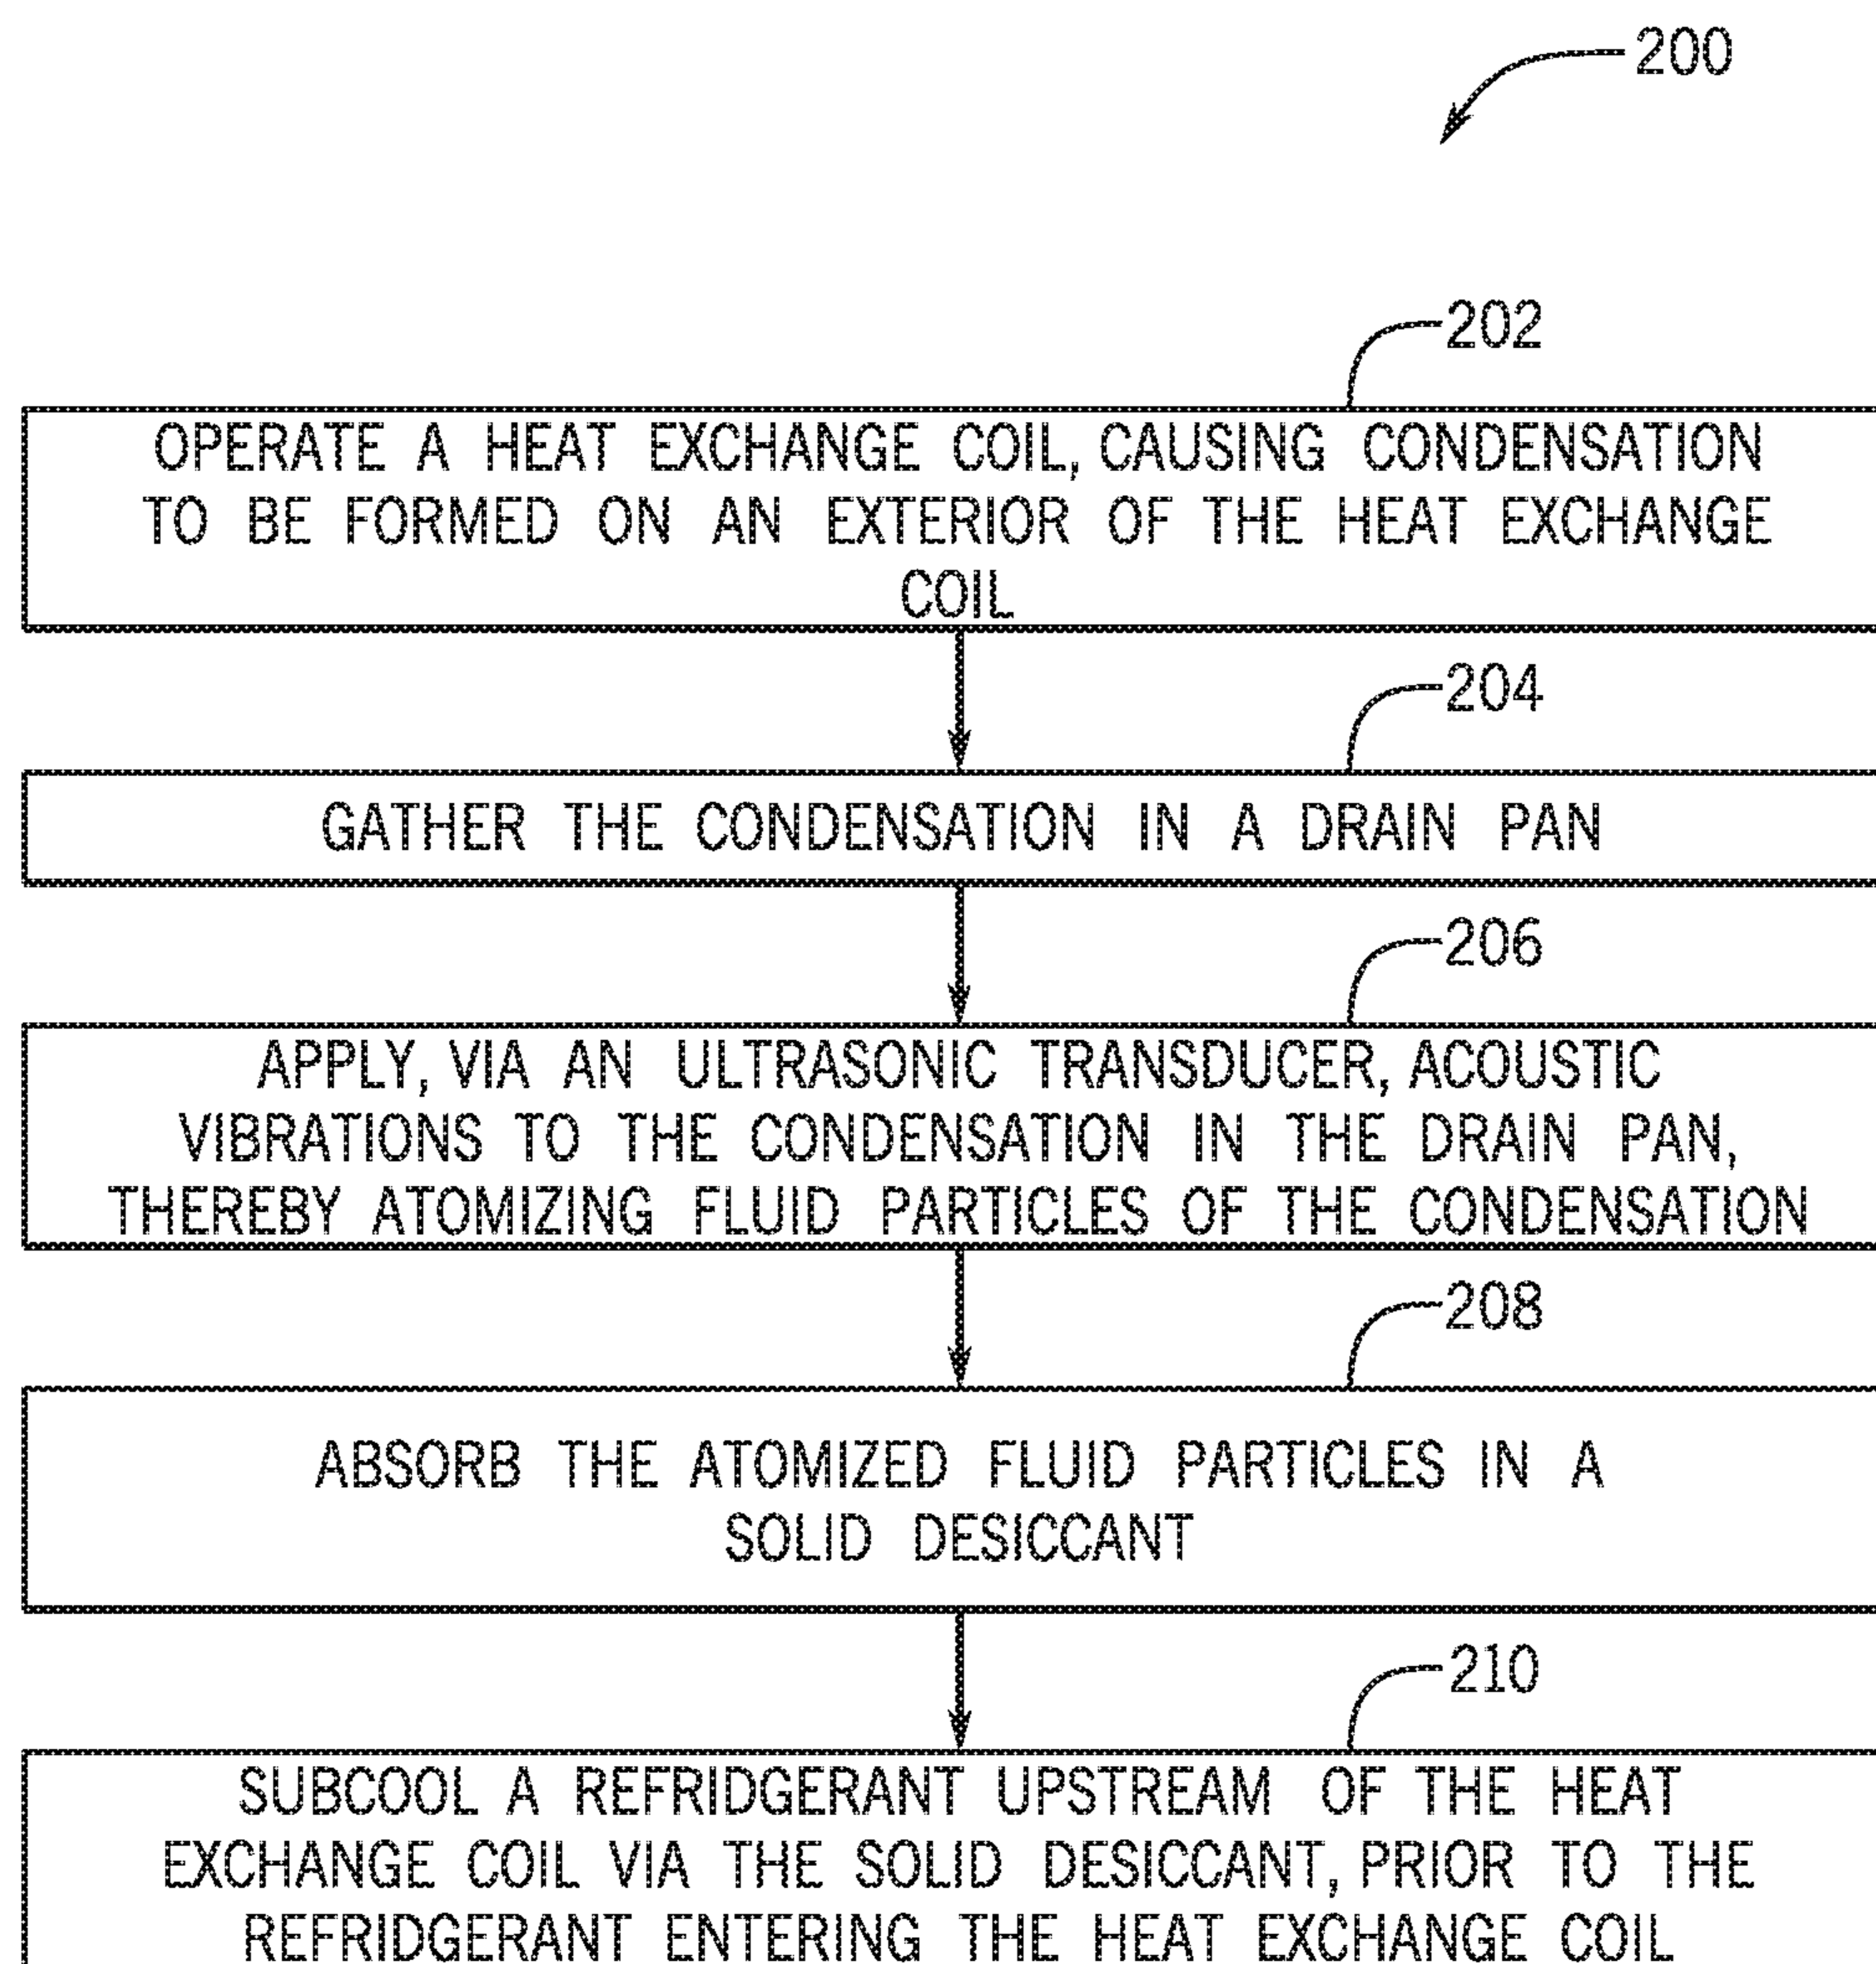 200
202
OPERATE A HEAT EXCHANGE COIL, CAUSING CONDENSATION
TO BE FORMED ON AN EXTERIOR OF THE HEAT EXCHANGE
COIL
204
GATHER THE CONDENSATION IN A DRAIN PAN
206
APPLY, VIA AN ULTRASONIC TRANSDUCER, ACOUSTIC
VIBRATIONS TO THE CONDENSATION IN THE DRAIN PAN,
THEREBY ATOMIZING FLUID PARTICLES OF THE CONDENSATION
208
ABSORB THE ATOMIZED FLUID PARTICLES IN A
SOLID DESICCANT
210
SUBCOOL A REFRIDGERANT UPSTREAM OF THE HEAT
EXCHANGE COIL VIA THE SOLID DESICCANT, PRIOR TO THE
REFRIDGERANT ENTERING THE HEAT EXCHANGE COIL